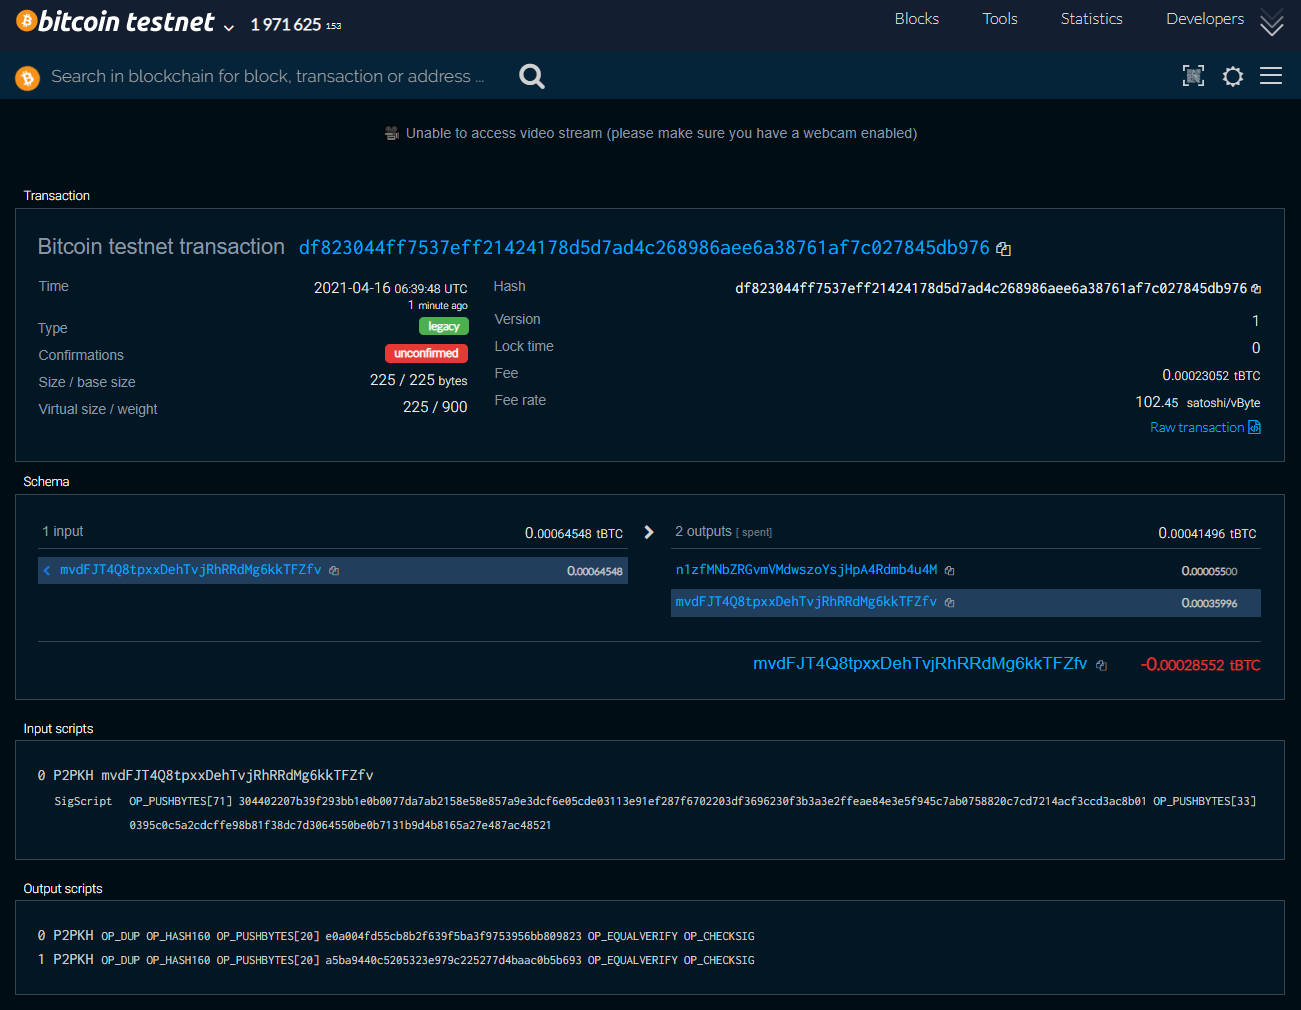 bitcoin testnet 1 971 625 153 Blocks Tools Statistics Developers
Search in blockchain for block, transaction or address ...
Unable to access video stream (please make sure you have a webcam enabled)
Transaction
Bitcoin testnet transaction df823044ff7537eff21424178d5d7ad4c268986aee6a38761af7c027845db976
Time 2021-04-16 06:39:48 UTC
1 minute ago
Hash df823044ff7537eff21424178d5d7ad4c268986aee6a38761af7c027845db976
Type legacy
Version 1
Confirmations unconfirmed
Lock time 0
Size / base size 225 / 225 bytes
Fee 0.00023052 tBTC
Virtual size / weight 225 / 900
Fee rate 102.45 satoshi/vByte
Raw transaction
Schema
1 input 0.00064548 tBTC
2 outputs [ spent] 0.00041496 tBTC
mvdFJT4Q8tpxxDehTvjRhRRdMg6kkTFZfv 0.00064548
n1zfMNbZRGvmVMdwszoYsjHpA4Rdmb4u4M 0.00005500
mvdFJT4Q8tpxxDehTvjRhRRdMg6kkTFZfv 0.00035996
mvdFJT4Q8tpxxDehTvjRhRRdMg6kkTFZfv -0.00028552 tBTC
Input scripts
0 P2PKH mvdFJT4Q8tpxxDehTvjRhRRdMg6kkTFZfv
SigScript OP_PUSHBYTES[71] 304402207b39f293bb1e0b0077da7ab2158e58e857a9e3dcf6e05cde03113e91ef287f6702203df3696230f3b3a3e2ffeae84e3e5f945c7ab0758820c7cd7214acf3ccd3ac8b01 OP_PUSHBYTES[33]
0395c0c5a2cdcffe98b81f38dc7d3064550be0b7131b9d4b8165a27e487ac48521
Output scripts
0 P2PKH OP_DUP OP_HASH160 OP_PUSHBYTES[20] e0a004fd55cb8b2f639f5ba3f9753956bb809823 OP_EQUALVERIFY OP_CHECKSIG
1 P2PKH OP_DUP OP_HASH160 OP_PUSHBYTES[20] a5ba9440c5205323e979c225277d4baac0b5b693 OP_EQUALVERIFY OP_CHECKSIG